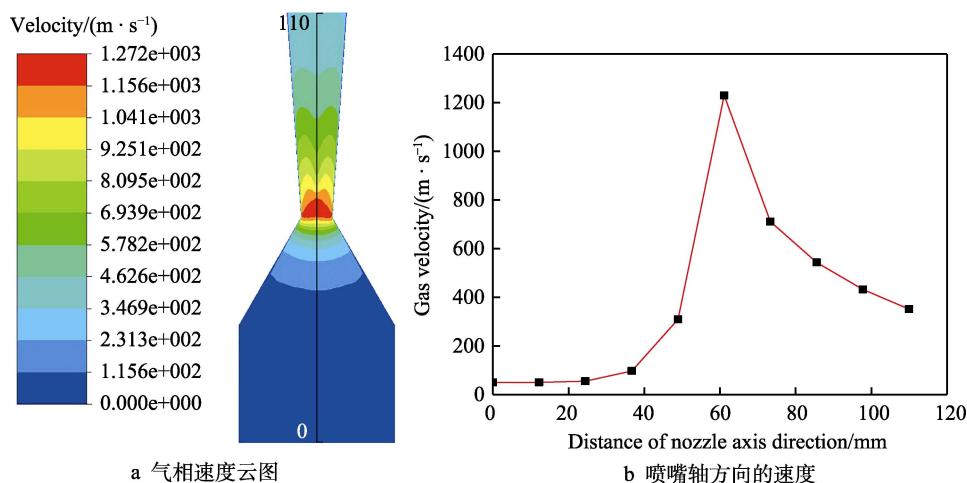 Velocity/(m · s⁻¹)
1.272e+003
1.156e+003
1.041e+003
9.251e+002
8.095e+002
6.939e+002
5.782e+002
4.626e+002
3.469e+002
2.313e+002
1.156e+002
0.000e+000
110
0
a 气相速度云图
Gas velocity/(m · s⁻¹)
1400
1200
1000
800
600
400
200
0
0 20 40 60 80 100 120
Distance of nozzle axis direction/mm
b 喷嘴轴方向的速度